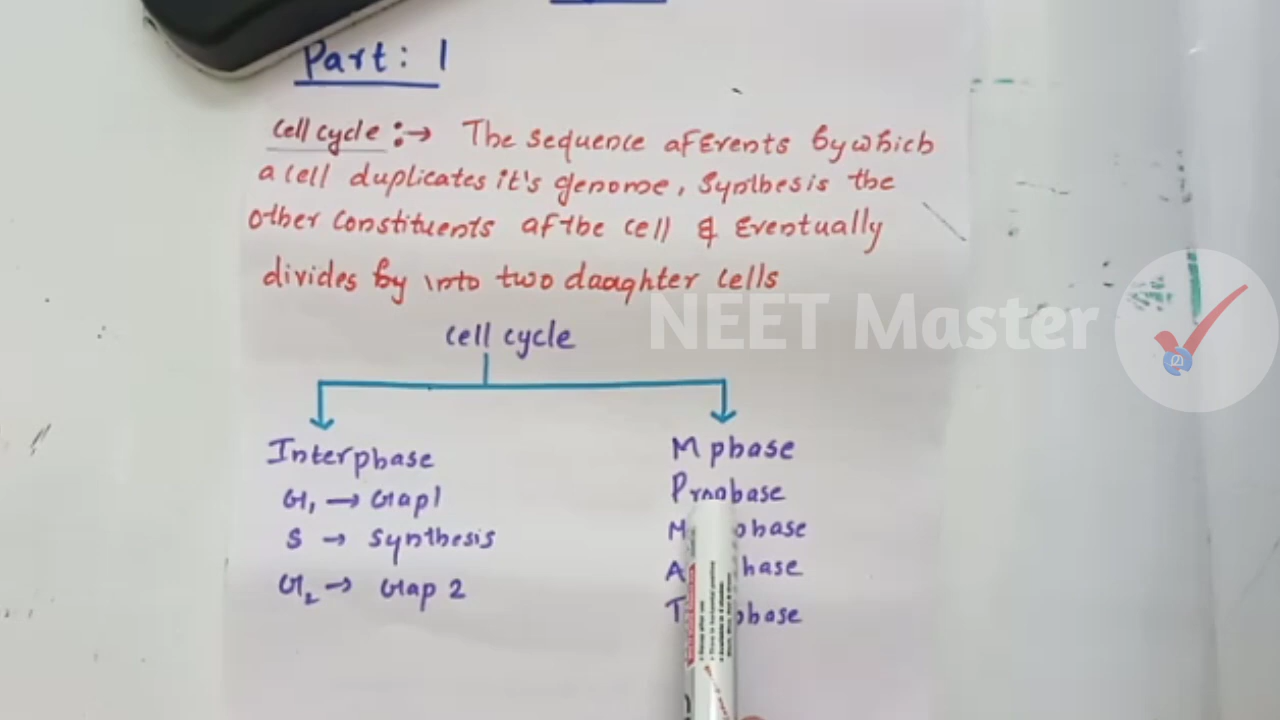 Part: 1
Cell cycle :→ The sequence af Events by which
a cell duplicates it's genome, synthesis the
other constituents af the cell & Eventually
divides by into two daughter cells
NEET Master
cell cycle
Interphase
M phase
G1 → Gap 1
Prophase
S → Synthesis
G2 → Gap 2